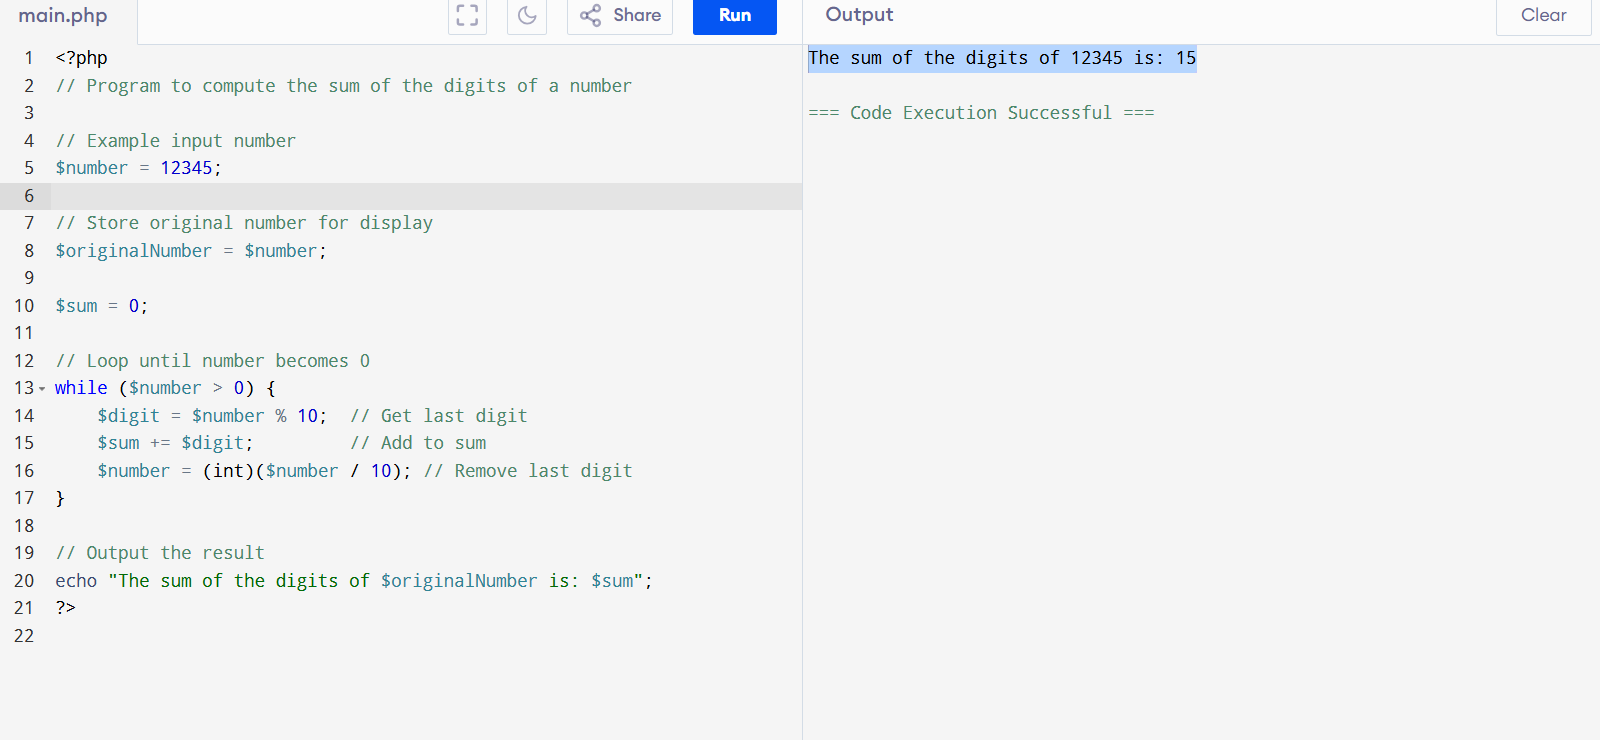 main.php
Share
Run
Output
Clear
1 <?php
2 // Program to compute the sum of the digits of a number
3
4 // Example input number
5 $number = 12345;
6
7 // Store original number for display
8 $originalNumber = $number;
9
10 $sum = 0;
11
12 // Loop until number becomes 0
13 while ($number > 0) {
14     $digit = $number % 10;  // Get last digit
15     $sum += $digit;         // Add to sum
16     $number = (int)($number / 10); // Remove last digit
17 }
18
19 // Output the result
20 echo "The sum of the digits of $originalNumber is: $sum";
21 ?>
22
The sum of the digits of 12345 is: 15
=== Code Execution Successful ===